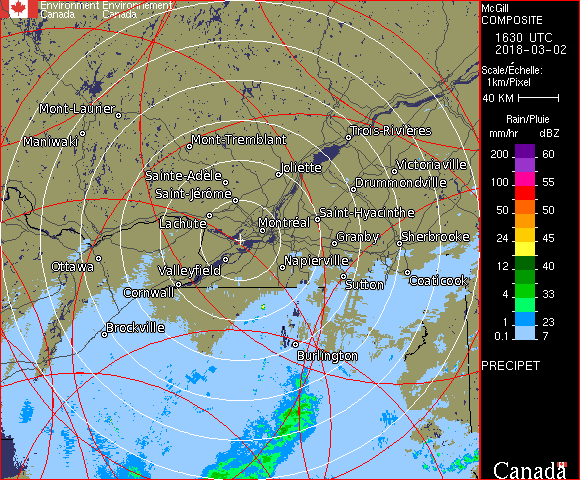 Environment Environnement
Canada Canada
McGill
COMPOSITE
1630 UTC
2018-03-02
Scale/Échelle:
1km/Pixel
40 KM
Rain/Pluie
mm/hr dBZ
200 60
155
100 55
50 50
24 45
12 40
4 33
1 23
0.1 7
PRECIPET
Canada
Mont-Laurier
Maniwaki
Mont-Tremblant
Trois-Rivières
Joliette
Victoriaville
Sainte-Adèle
Drummondville
Saint-Jérôme
Saint-Hyacinthe
Lachute
Montréal
Granby
Sherbrooke
Ottawa
Valleyfield
Napierville
Coaticook
Sutton
Cornwall
Brockville
Burlington